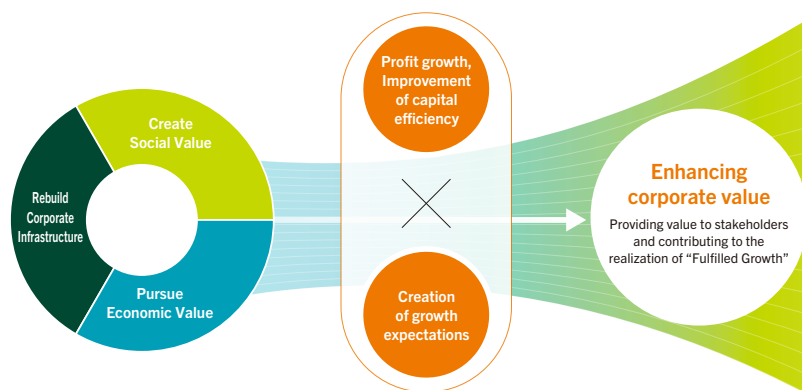 Create
Social Value
Rebuild
Corporate
Infrastructure
Pursue
Economic Value
Profit growth,
Improvement
of capital
efficiency
Creation
of growth
expectations
Enhancing
corporate value
Providing value to stakeholders
and contributing to the
realization of “Fulfilled Growth”